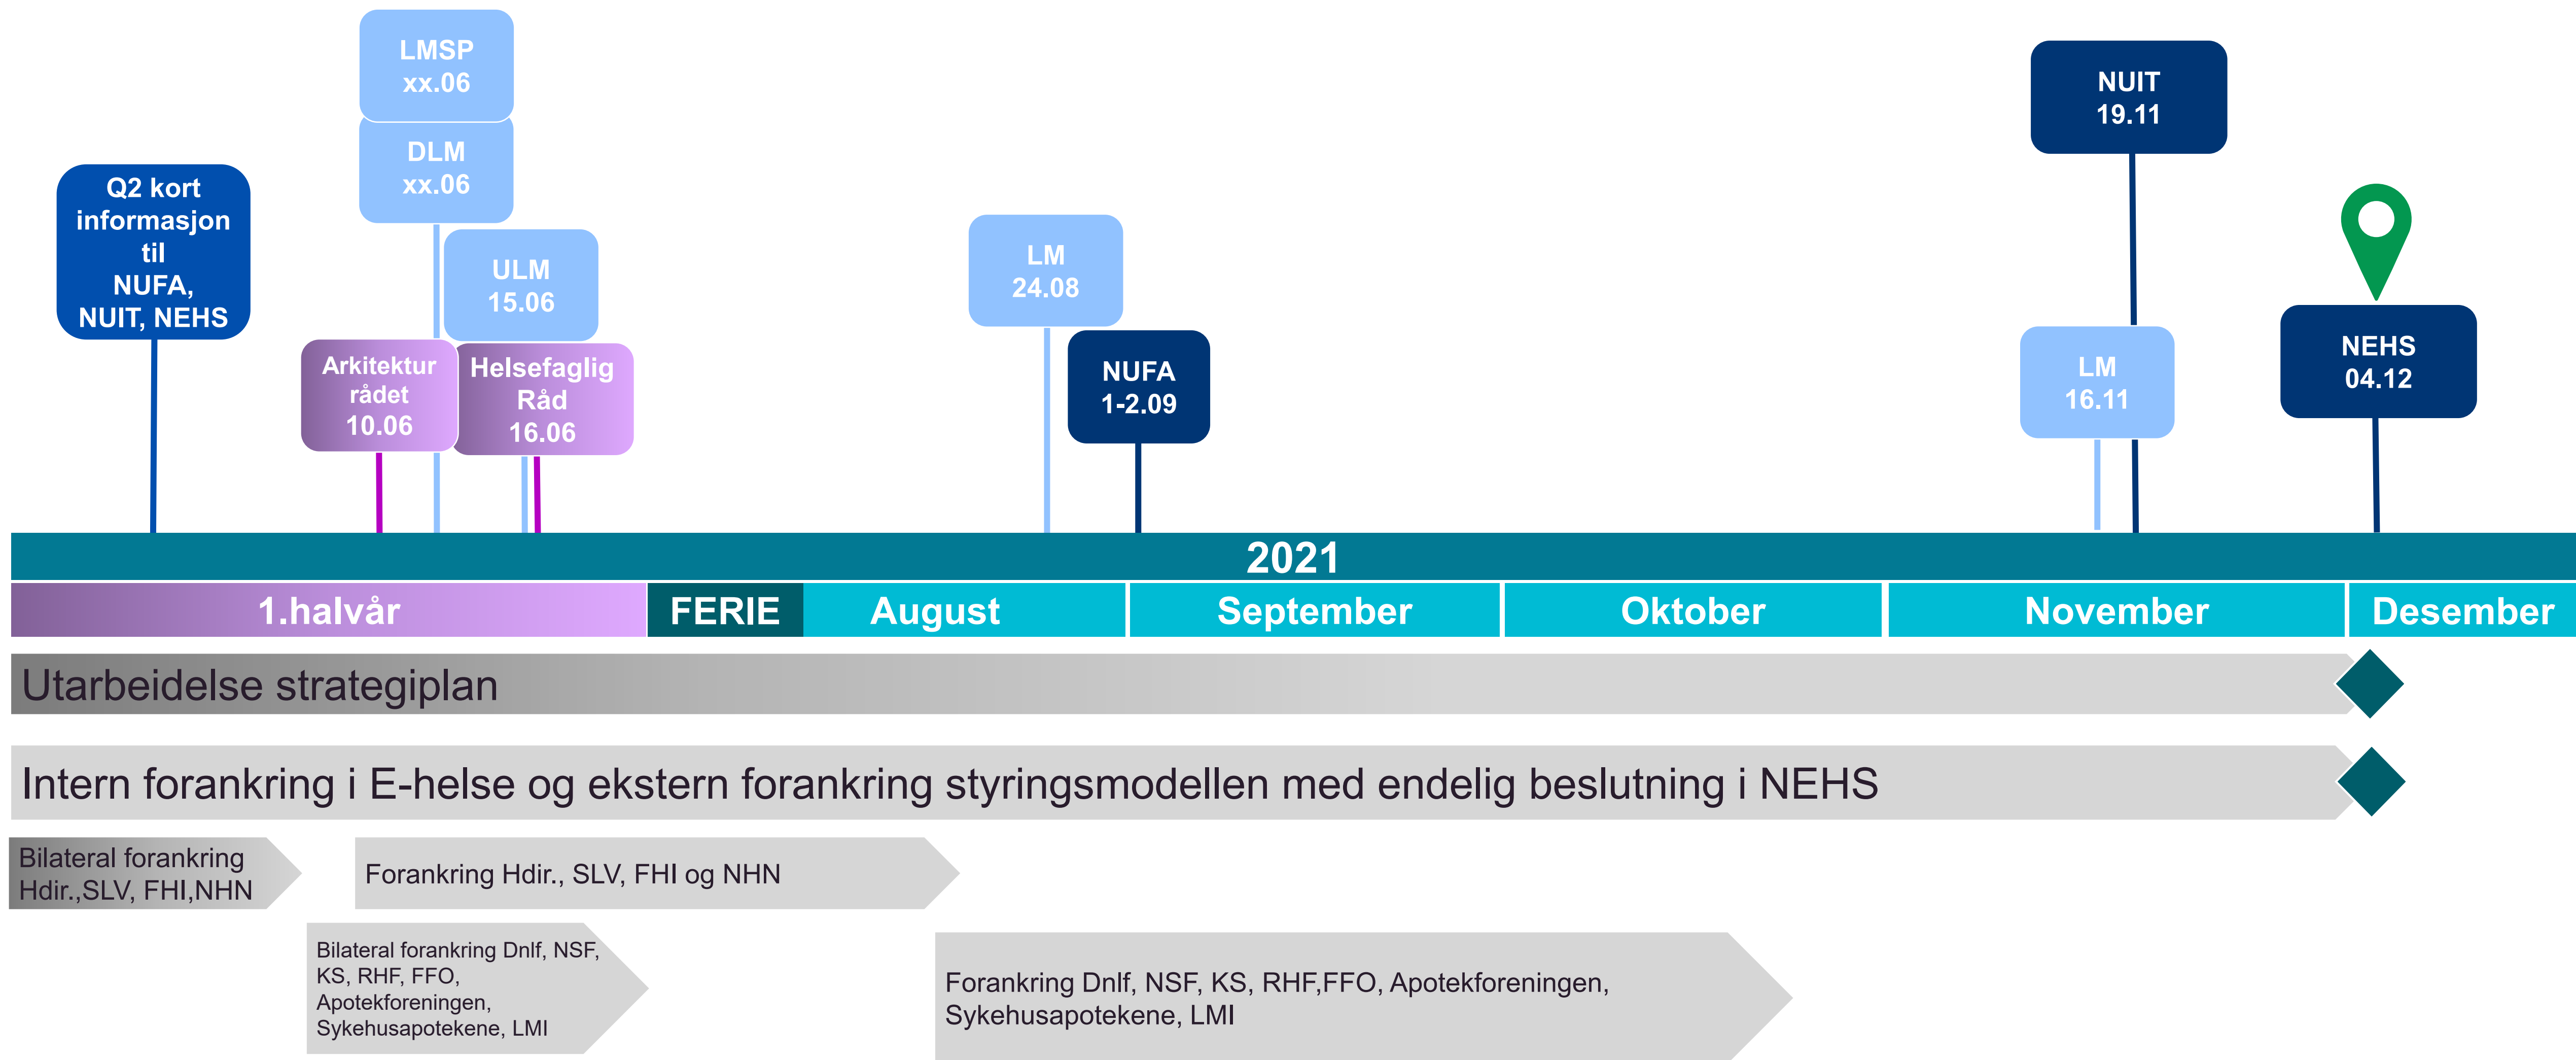 LMSP
xx.06
DLM
xx.06
Q2 kort
informasjon
til
NUFA,
NUIT, NEHS
ULM
15.06
Arkitektur
rådet
10.06
Helsefaglig
Råd
16.06
LM
24.08
NUFA
1-2.09
NUIT
19.11
LM
16.11
NEHS
04.12
2021
1.halvår
FERIE
August
September
Oktober
November
Desember
Utarbeidelse strategiplan
Intern forankring i E-helse og ekstern forankring styringsmodellen med endelig beslutning i NEHS
Bilateral forankring
Hdir.,SLV, FHI,NHN
Forankring Hdir., SLV, FHI og NHN
Bilateral forankring Dnlf, NSF,
KS, RHF, FFO,
Apotekforeningen,
Sykehusapotekene, LMI
Forankring Dnlf, NSF, KS, RHF,FFO, Apotekforeningen,
Sykehusapotekene, LMI